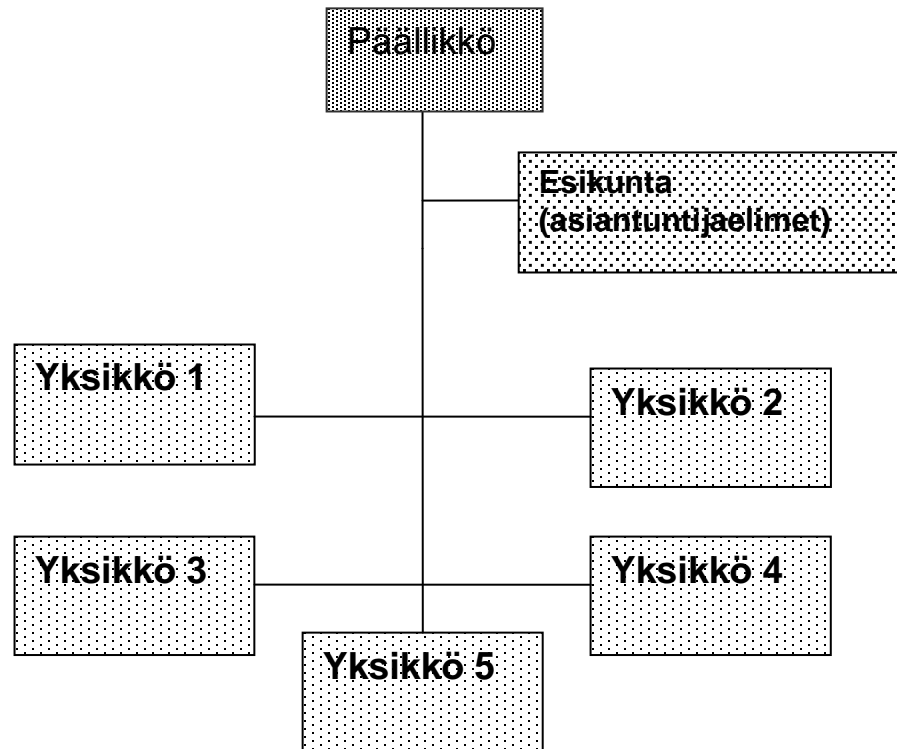 Päällikkö
Esikunta
(asiantuntijaelimet)
Yksikkö 1
Yksikkö 2
Yksikkö 3
Yksikkö 4
Yksikkö 5